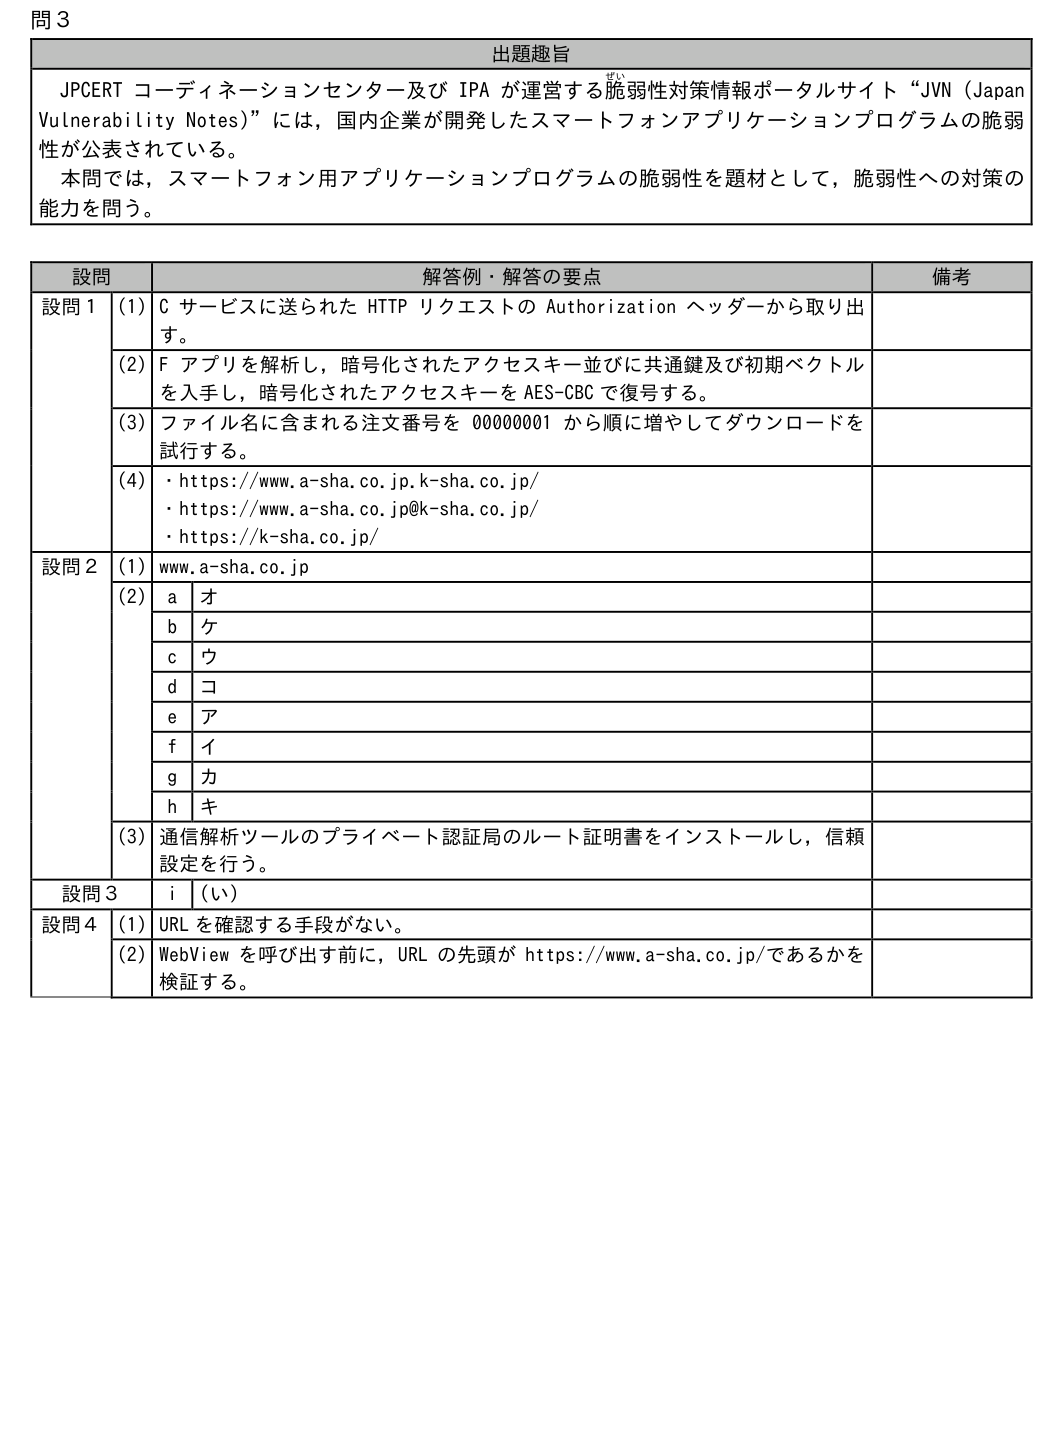 問３
出題趣旨
JPCERT コーディネーションセンター及び IPA が運営する脆弱性対策情報ポータルサイト“JVN（Japan
ぜい
Vulnerability Notes）”には，国内企業が開発したスマートフォンアプリケーションプログラムの脆弱
性が公表されている。
本問では，スマートフォン用アプリケーションプログラムの脆弱性を題材として，脆弱性への対策の
能力を問う。
設問 解答例・解答の要点 備考
設問１ (1) C サービスに送られた HTTP リクエストの Authorization ヘッダーから取り出
す。
(2) F アプリを解析し，暗号化されたアクセスキー並びに共通鍵及び初期ベクトル
を入手し，暗号化されたアクセスキーを AES-CBC で復号する。
(3) ファイル名に含まれる注文番号を 00000001 から順に増やしてダウンロードを
試行する。
(4) ・https://www.a-sha.co.jp.k-sha.co.jp/
・https://www.a-sha.co.jp@k-sha.co.jp/
・https://k-sha.co.jp/
設問２ (1) www.a-sha.co.jp
(2) a オ
b ケ
c ウ
d コ
e ア
f イ
g カ
h キ
(3) 通信解析ツールのプライベート認証局のルート証明書をインストールし，信頼
設定を行う。
設問３ i （い）
設問４ (1) URL を確認する手段がない。
(2) WebView を呼び出す前に，URL の先頭が https://www.a-sha.co.jp/であるかを
検証する。